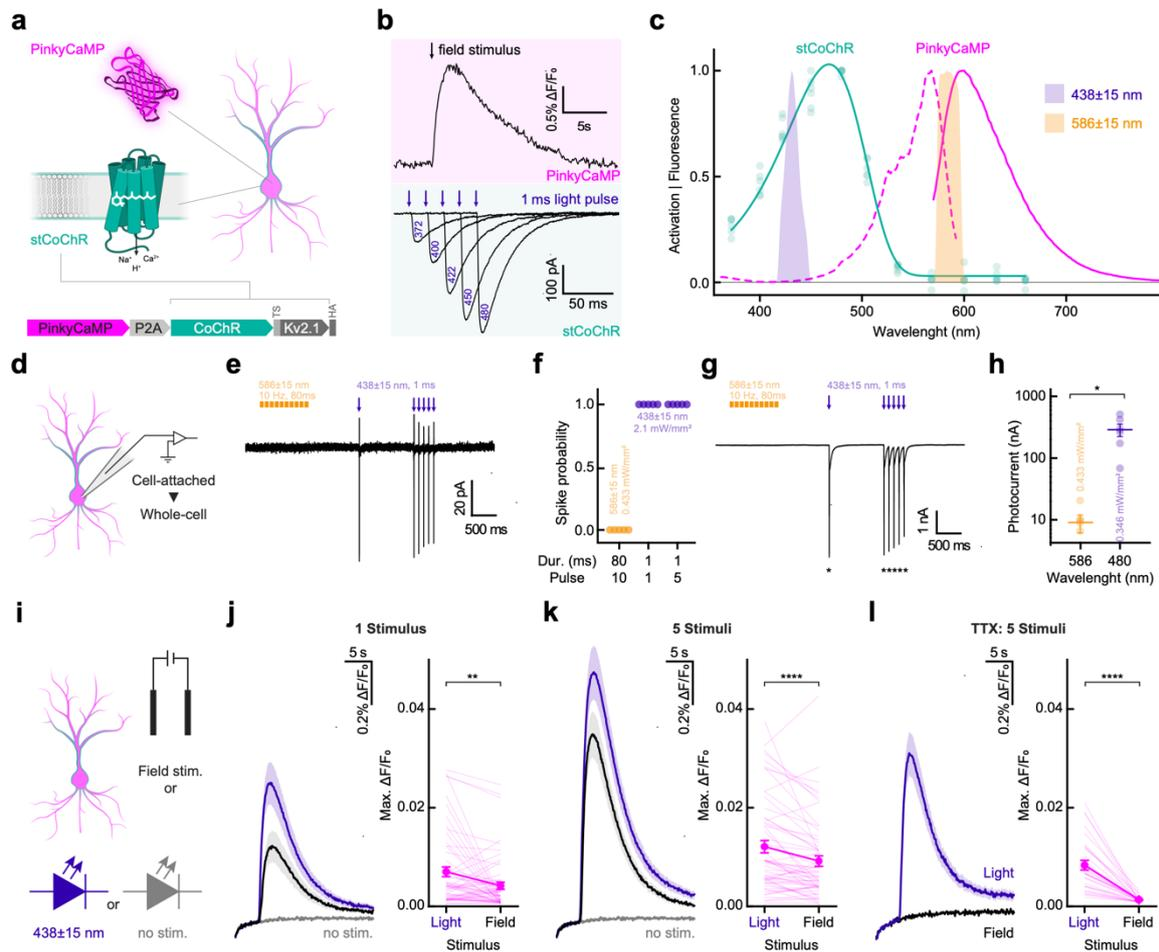 a
PinkyCaMP
stCoChR
Na⁺
Ca²⁺
H⁺
TS
HA
PinkyCaMP
P2A
CoChR
Kv2.1
b
field stimulus
0.5% ΔF/F₀
5s
PinkyCaMP
1 ms light pulse
372
400
422
450
480
100 pA
50 ms
stCoChR
c
stCoChR
PinkyCaMP
438±15 nm
586±15 nm
Activation | Fluorescence
1.0
0.5
0.0
400
500
600
700
Wavelenght (nm)
d
Cell-attached
Whole-cell
e
586±15 nm
10 Hz, 80ms
438±15 nm, 1 ms
20 pA
500 ms
f
Spike probability
1.0
0.5
0.0
438±15 nm
2.1 mW/mm²
586±15 nm
0.433 mW/mm²
Dur. (ms)
80
1
1
Pulse
10
1
5
g
586±15 nm
10 Hz, 80ms
438±15 nm, 1 ms
1 nA
500 ms
*
*****
h
*
Photocurrent (nA)
1000
100
10
0.433 mW/mm²
0.346 mW/mm²
586
480
Wavelenght (nm)
i
Field stim.
or
or
438±15 nm
no stim.
j
1 Stimulus
5 s
0.2% ΔF/F₀
no stim.
**
Max. ΔF/F₀
0.04
0.02
0.00
Light
Field
Stimulus
k
5 Stimuli
5 s
0.2% ΔF/F₀
no stim.
****
Max. ΔF/F₀
0.04
0.02
0.00
Light
Field
Stimulus
l
TTX: 5 Stimuli
5 s
0.2% ΔF/F₀
Light
Field
****
Max. ΔF/F₀
0.04
0.02
0.00
Light
Field
Stimulus